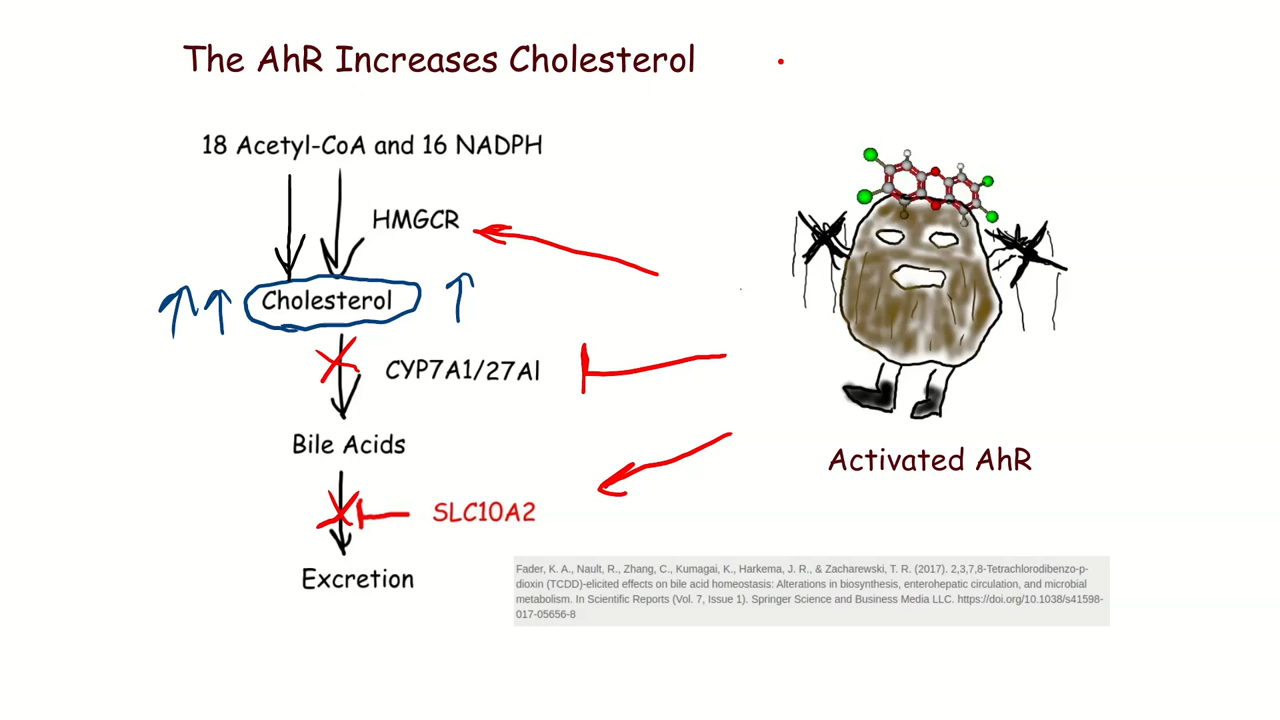 The AhR Increases Cholesterol
18 Acetyl-CoA and 16 NADPH
HMGCR
Cholesterol
CYP7A1/27Al
Bile Acids
Activated AhR
SLC10A2
Excretion
Fader, K. A., Nault, R., Zhang, C., Kumagai, K., Harkema, J. R., & Zacharewski, T. R. (2017). 2,3,7,8-Tetrachlorodibenzo-p-
dioxin (TCDD)-elicited effects on bile acid homeostasis: Alterations in biosynthesis, enterohepatic circulation, and microbial
metabolism. In Scientific Reports (Vol. 7, Issue 1). Springer Science and Business Media LLC. https://doi.org/10.1038/s41598-
017-05656-8